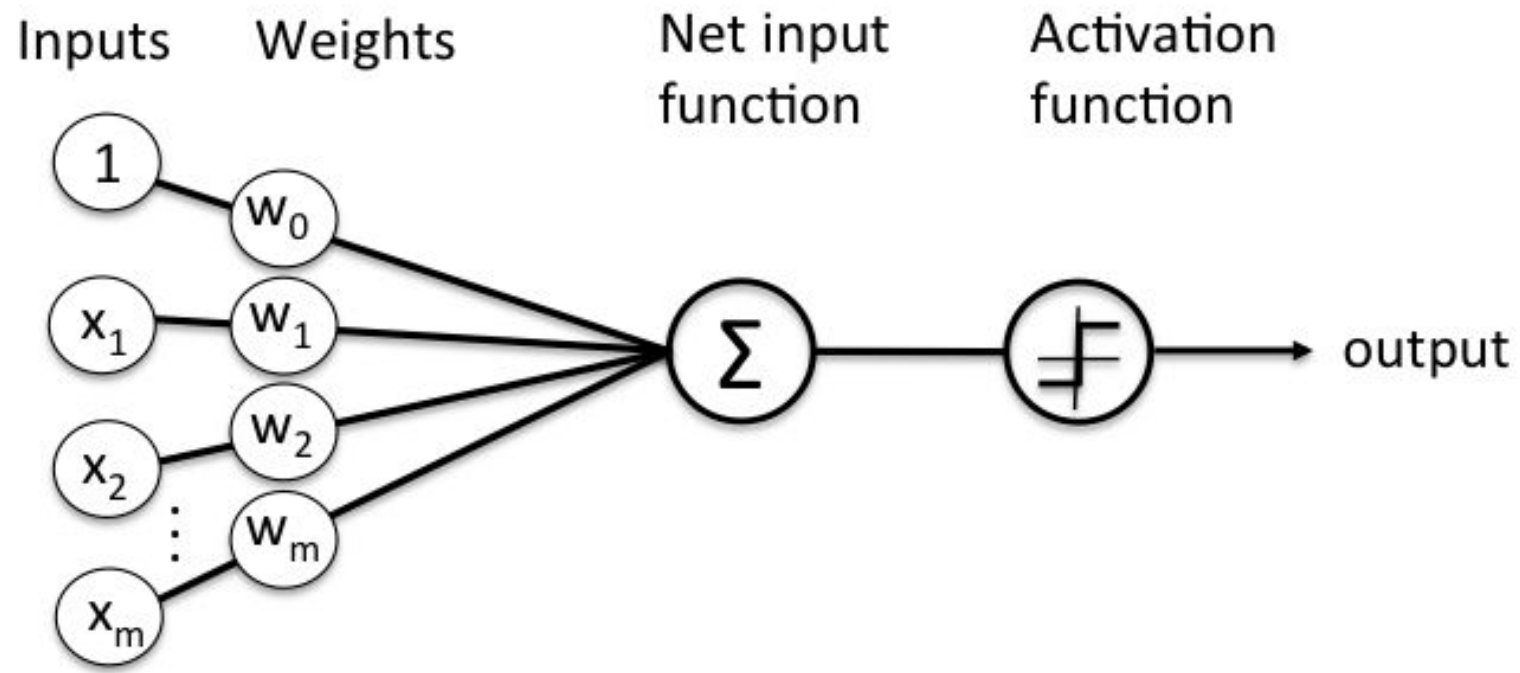 Inputs
Weights
Net input
function
Activation
function
1
w₀
x₁
w₁
x₂
w₂
⋮
xₘ
wₘ
Σ
output